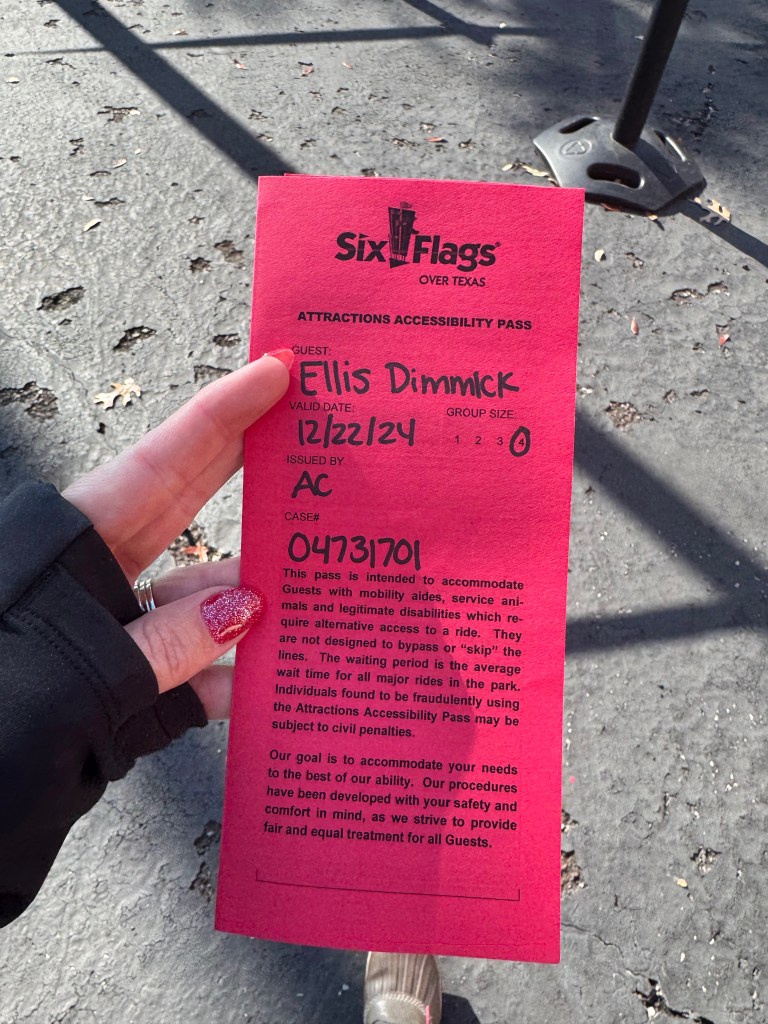 Six Flags®
OVER TEXAS
ATTRACTIONS ACCESSIBILITY PASS
GUEST:
Ellis Dimmick
VALID DATE:
12/22/24
GROUP SIZE:
1 2 3 4
ISSUED BY
AC
CASE#
04731701
This pass is intended to accommodate
Guests with mobility aides, service ani-
mals and legitimate disabilities which re-
quire alternative access to a ride. They
are not designed to bypass or “skip” the
lines. The waiting period is the average
wait time for all major rides in the park.
Individuals found to be fraudulently using
the Attractions Accessibility Pass may be
subject to civil penalties.
Our goal is to accommodate your needs
to the best of our ability. Our procedures
have been developed with your safety and
comfort in mind, as we strive to provide
fair and equal treatment for all Guests.